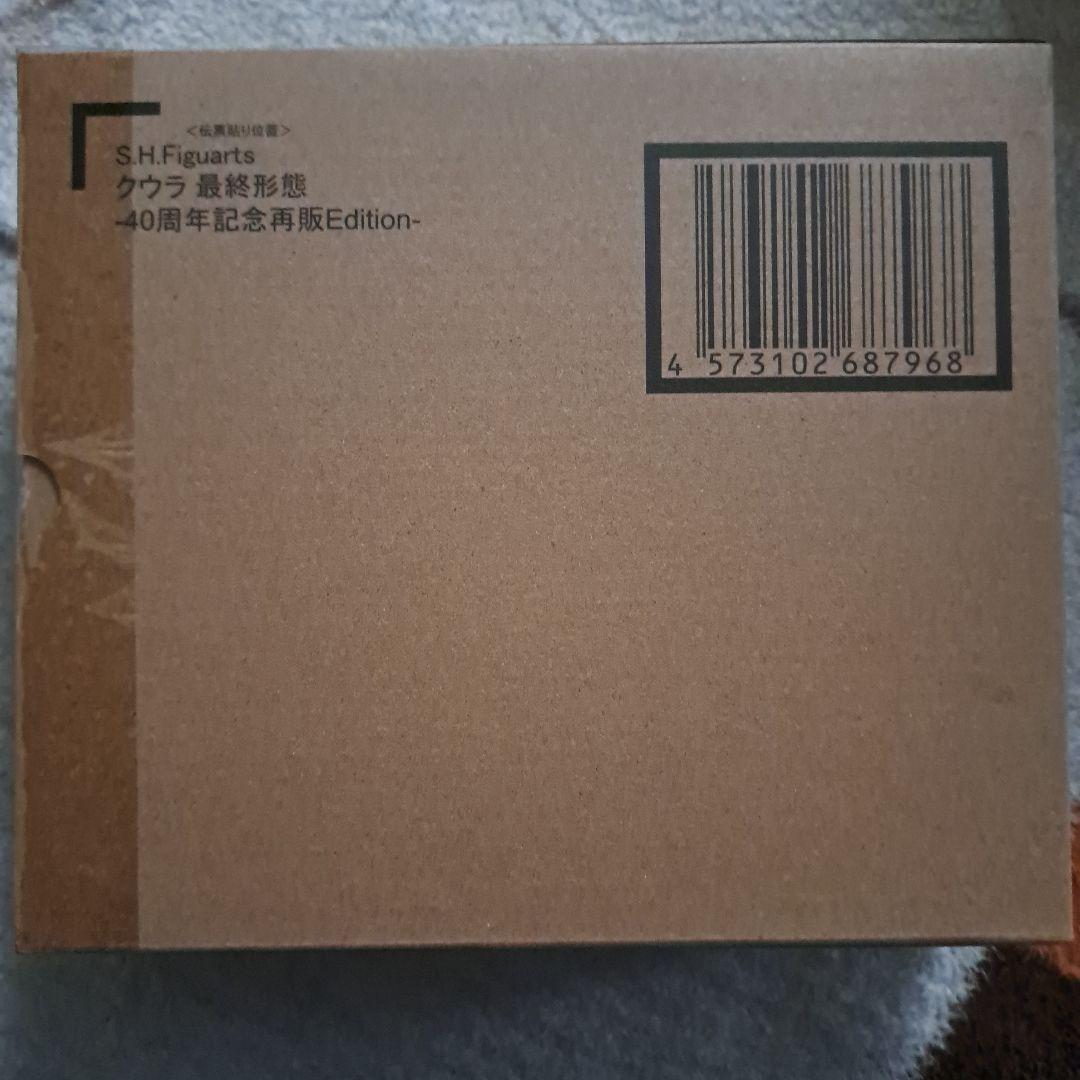 <伝票貼り位置>
S.H.Figuarts
クウラ 最終形態
-40周年記念再販Edition-
4 573102 687968